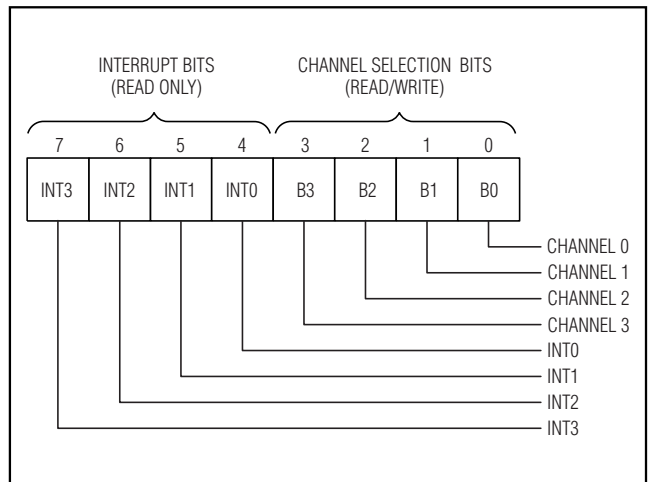 INTERRUPT BITS
(READ ONLY)
CHANNEL SELECTION BITS
(READ/WRITE)
7 6 5 4 3 2 1 0
INT3 INT2 INT1 INT0 B3 B2 B1 B0
CHANNEL 0
CHANNEL 1
CHANNEL 2
CHANNEL 3
INT0
INT1
INT2
INT3